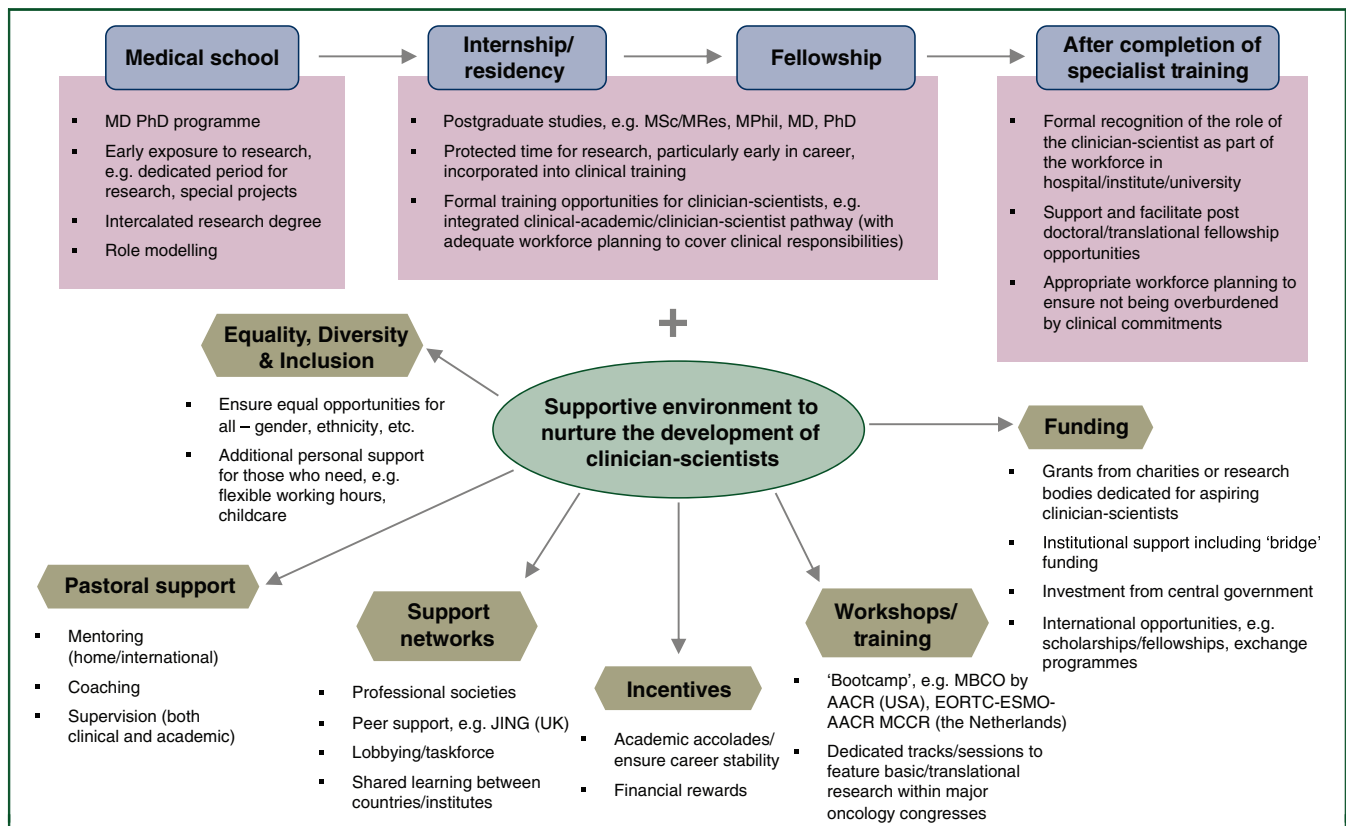 Medical school
Internship/
residency
Fellowship
After completion of
specialist training
▪ MD PhD programme
▪ Early exposure to research,
e.g. dedicated period for
research, special projects
▪ Intercalated research degree
▪ Role modelling
▪ Postgraduate studies, e.g. MSc/MRes, MPhil, MD, PhD
▪ Protected time for research, particularly early in career,
incorporated into clinical training
▪ Formal training opportunities for clinician-scientists, e.g.
integrated clinical-academic/clinician-scientist pathway (with
adequate workforce planning to cover clinical responsibilities)
▪ Formal recognition of the role of
the clinician-scientist as part of
the workforce in
hospital/institute/university
▪ Support and facilitate post
doctoral/translational fellowship
opportunities
▪ Appropriate workforce planning to
ensure not being overburdened
by clinical commitments
+
Supportive environment to
nurture the development of
clinician-scientists
Equality, Diversity
& Inclusion
▪ Ensure equal opportunities for
all – gender, ethnicity, etc.
▪ Additional personal support
for those who need, e.g.
flexible working hours,
childcare
Pastoral support
▪ Mentoring
(home/international)
▪ Coaching
▪ Supervision (both
clinical and academic)
Support
networks
▪ Professional societies
▪ Peer support, e.g. JING (UK)
▪ Lobbying/taskforce
▪ Shared learning between
countries/institutes
Incentives
▪ Academic accolades/
ensure career stability
▪ Financial rewards
Workshops/
training
▪ ‘Bootcamp’, e.g. MBCO by
AACR (USA), EORTC-ESMO-
AACR MCCR (the Netherlands)
▪ Dedicated tracks/sessions to
feature basic/translational
research within major
oncology congresses
Funding
▪ Grants from charities or research
bodies dedicated for aspiring
clinician-scientists
▪ Institutional support including ‘bridge’
funding
▪ Investment from central government
▪ International opportunities, e.g.
scholarships/fellowships, exchange
programmes